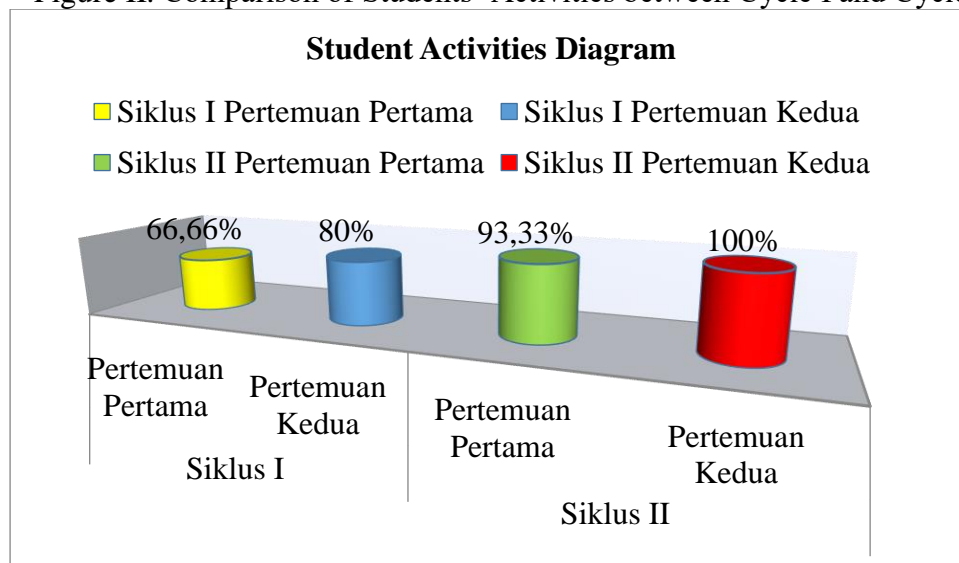 Figure II. Comparison of Students' Activities between Cycle I and Cycle
Student Activities Diagram
Siklus I Pertemuan Pertama Siklus I Pertemuan Kedua
Siklus II Pertemuan Pertama Siklus II Pertemuan Kedua
66,66% 80% 93,33% 100%
Pertemuan
Pertama
Pertemuan
Kedua
Pertemuan
Pertama
Pertemuan
Kedua
Siklus I
Siklus II